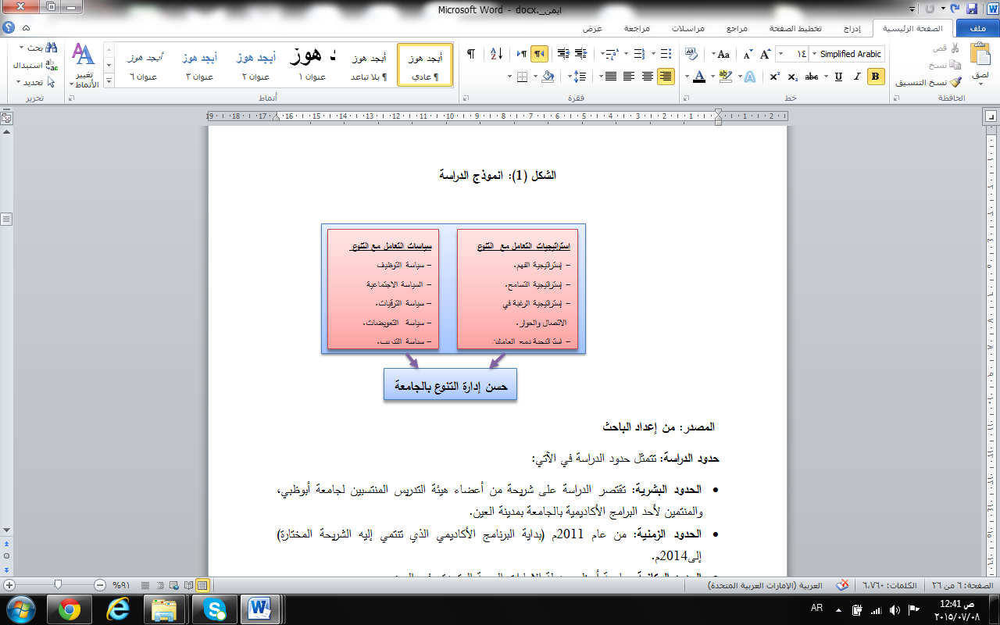 ايمن_.docx - Microsoft Word
ملف
الصفحة الرئيسية
إدراج
تخطيط الصفحة
مراجع
مراسلات
مراجعة
عرض
لصق
قص
نسخ
نسخ التنسيق
الحافظة
Simplified Arabic
١٤
خط
فقرة
أبجد هوز
¶ عادي
أبجد هوز
¶ بلا تباعد
د هوز
عنوان ١
أبجد هوز
عنوان ٢
أبجد هوز
عنوان ٣
أبجد هوز
عنوان ٦
أنماط
تغيير الأنماط
بحث
استبدال
تحديد
تحرير
الشكل (1): انموذج الدراسة
استراتيجيات التعامل مع التنوع
– إستراتيجية الفهم.
– إستراتيجية التسامح.
– إستراتيجية الرغبة في
الاتصال والحوار.
– استراتيجية دمج العاملين
سياسات التعامل مع التنوع
– سياسة التوظيف
– السياسة الاجتماعية
– سياسة الترقيات.
– سياسة التعويضات.
– سياسة التدريب.
حسن إدارة التنوع بالجامعة
المصدر: من إعداد الباحث
حدود الدراسة: تتمثل حدود الدراسة في الآتي:
• الحدود البشرية: تقتصر الدراسة على شريحة من أعضاء هيئة التدريس المنتسبين لجامعة أبوظبي،
والمنتمين لأحد البرامج الأكاديمية بالجامعة بمدينة العين.
• الحدود الزمنية: من عام 2011م (بداية البرنامج الأكاديمي الذي تنتمي إليه الشريحة المختارة)
إلى2014م.
الصفحة: ٦ من ٢٦
الكلمات: ٦,٧٦٠
العربية (الإمارات العربية المتحدة)
٩١%
AR
12:41 ص
٢٠١٥/٠٧/٠٨